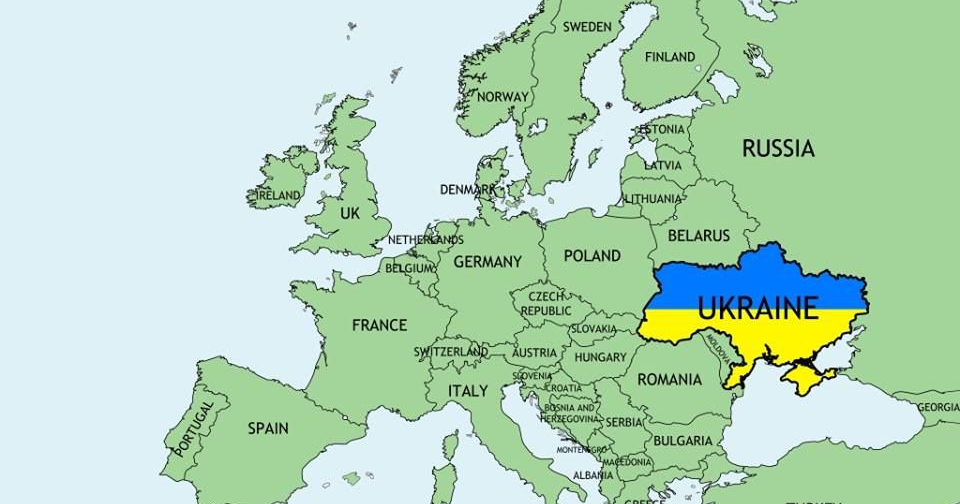 SWEDEN
FINLAND
NORWAY
ESTONIA
RUSSIA
LATVIA
DENMARK
IRELAND
LITHUANIA
UK
BELARUS
NETHERLANDS
POLAND
GERMANY
BELGIUM
CZECH
REPUBLIC
UKRAINE
FRANCE
SLOVAKIA
MOLDOVA
SWITZERLAND
AUSTRIA
HUNGARY
SLOVENIA
ROMANIA
CROATIA
ITALY
BOSNIA AND
HERZEGOVINA
GEORGIA
PORTUGAL
SPAIN
SERBIA
BULGARIA
MONTENEGRO
MACEDONIA
ALBANIA
GREECE
TURKEY